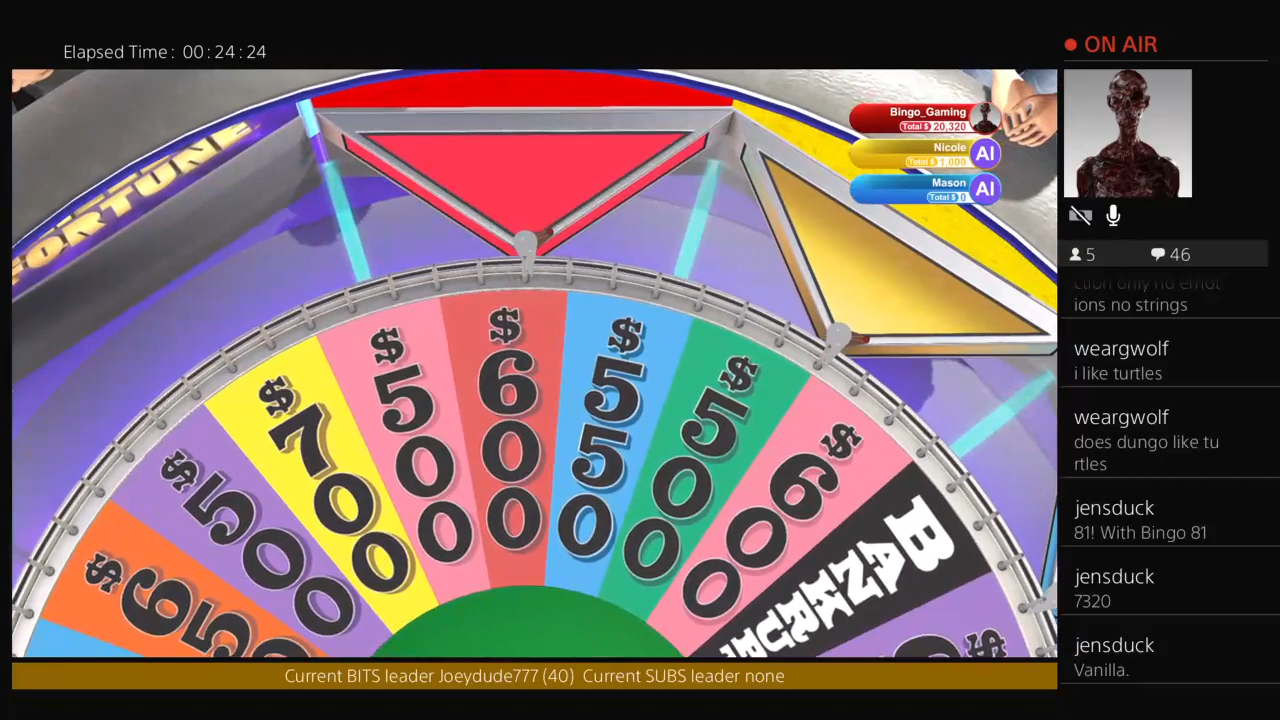 Elapsed Time: 00:24:24
ON AIR
FORTUNE
Bingo_Gaming
Total $ 20,320
Nicole
Total $ 1,000
AI
Mason
Total $ 0
AI
5
46
ions no strings
weargwolf
i like turtles
weargwolf
does dungo like tu
rtles
jensduck
81! With Bingo 81
jensduck
7320
jensduck
Vanilla.
$500
$700
$500
$600
$550
$500
$600
BANKRUPT
$
Current BITS leader Joeydude777 (40) Current SUBS leader none